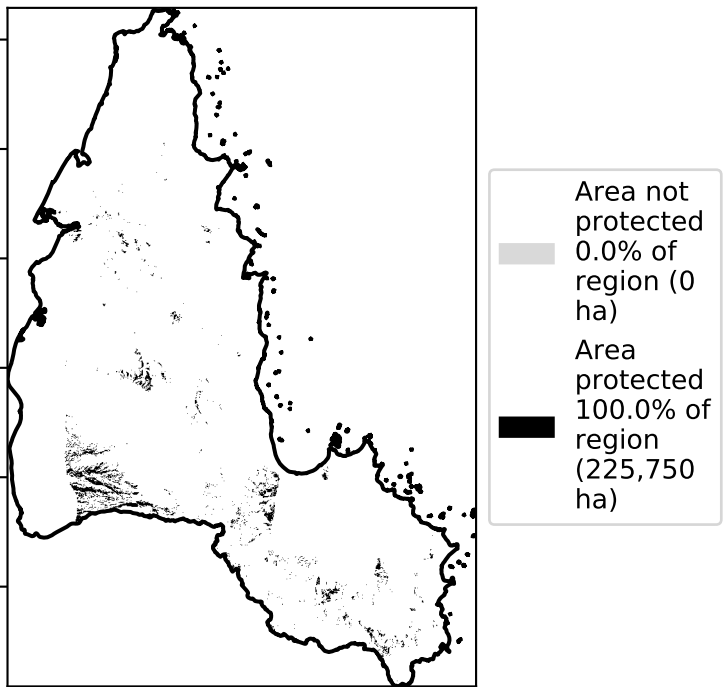 Area not
protected
0.0% of
region (0
ha)
Area
protected
100.0% of
region
(225,750
ha)